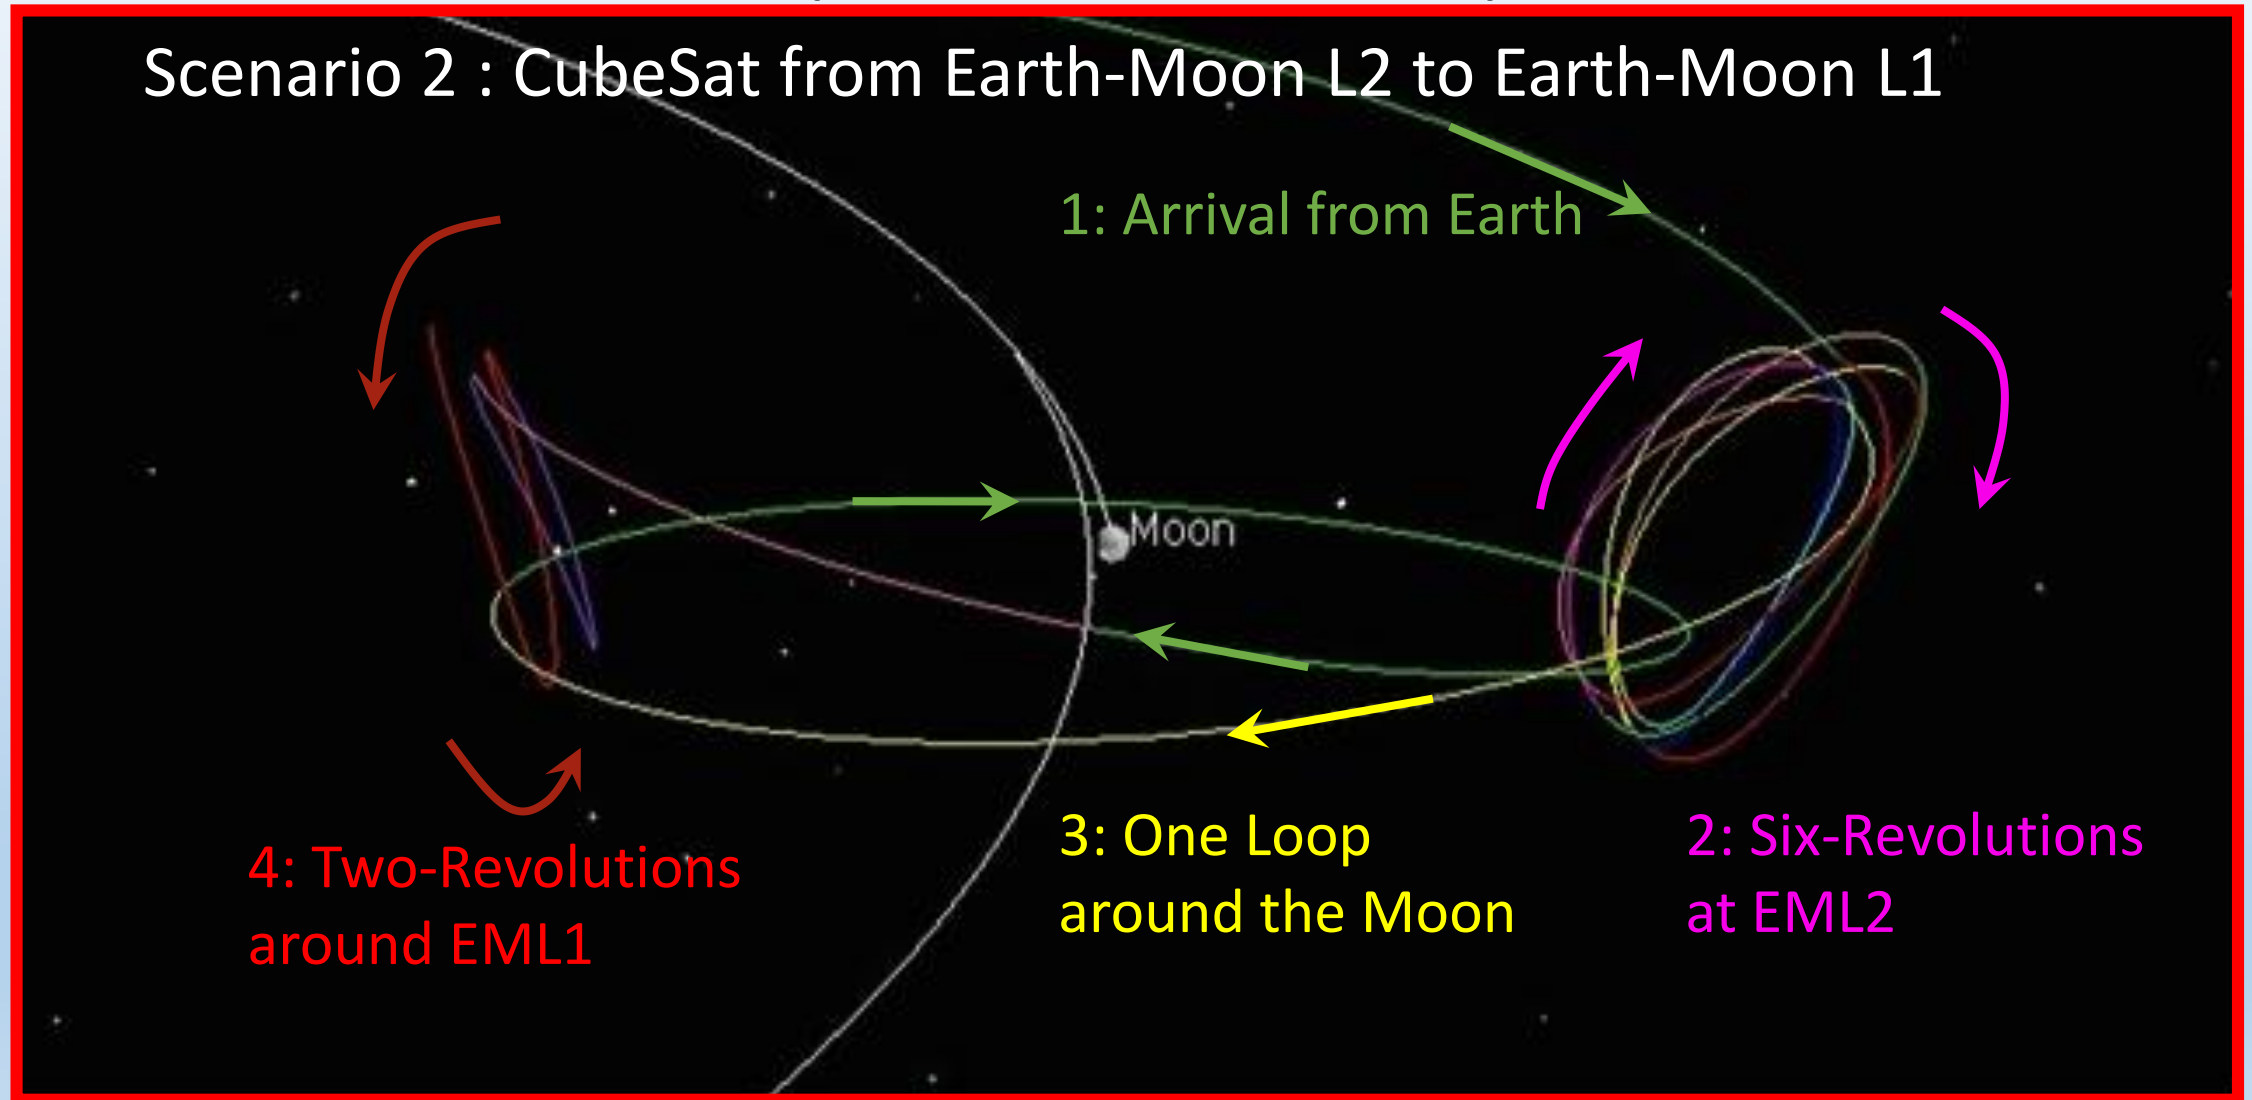 Scenario 2 : CubeSat from Earth-Moon L2 to Earth-Moon L1
1: Arrival from Earth
Moon
3: One Loop
around the Moon
2: Six-Revolutions
at EML2
4: Two-Revolutions
around EML1